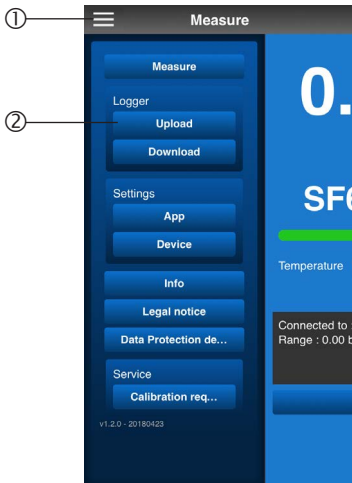 ①
Measure
Measure
0.
Logger
②
Upload
Download
Settings
SF6
App
Device
Temperature
Info
Legal notice
Connected to :
Range : 0.00 b
Data Protection de...
Service
Calibration req...
v1.2.0 - 20180423